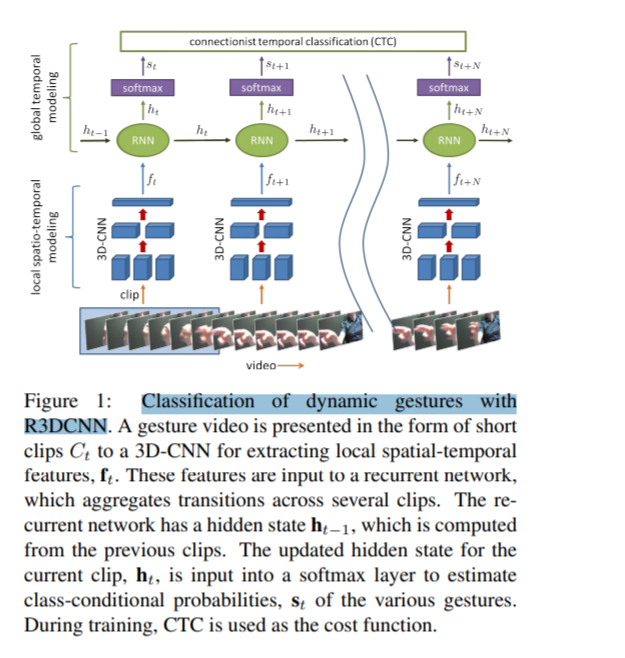 connectionist temporal classification (CTC)
global temporal
modeling
s_t
s_{t+1}
s_{t+N}
softmax
softmax
softmax
h_t
h_{t+1}
h_{t+N}
h_{t-1}
RNN
h_t
RNN
h_{t+1}
RNN
h_{t+N}
f_t
f_{t+1}
f_{t+N}
local spatio-temporal
modeling
3D-CNN
3D-CNN
3D-CNN
clip
video
Figure 1: Classification of dynamic gestures with
R3DCNN. A gesture video is presented in the form of short
clips C_t to a 3D-CNN for extracting local spatial-temporal
features, f_t. These features are input to a recurrent network,
which aggregates transitions across several clips. The re-
current network has a hidden state h_{t-1}, which is computed
from the previous clips. The updated hidden state for the
current clip, h_t, is input into a softmax layer to estimate
class-conditional probabilities, s_t of the various gestures.
During training, CTC is used as the cost function.